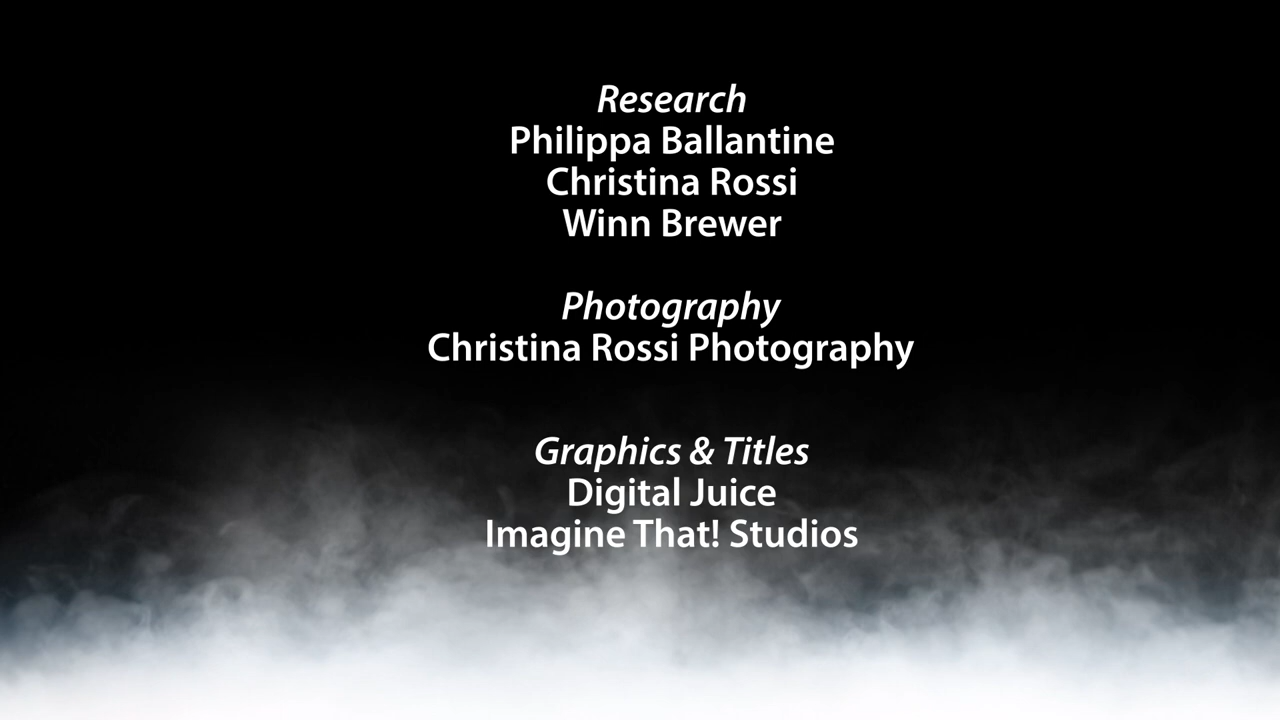 Research
Philippa Ballantine
Christina Rossi
Winn Brewer
Photography
Christina Rossi Photography
Graphics & Titles
Digital Juice
Imagine That! Studios